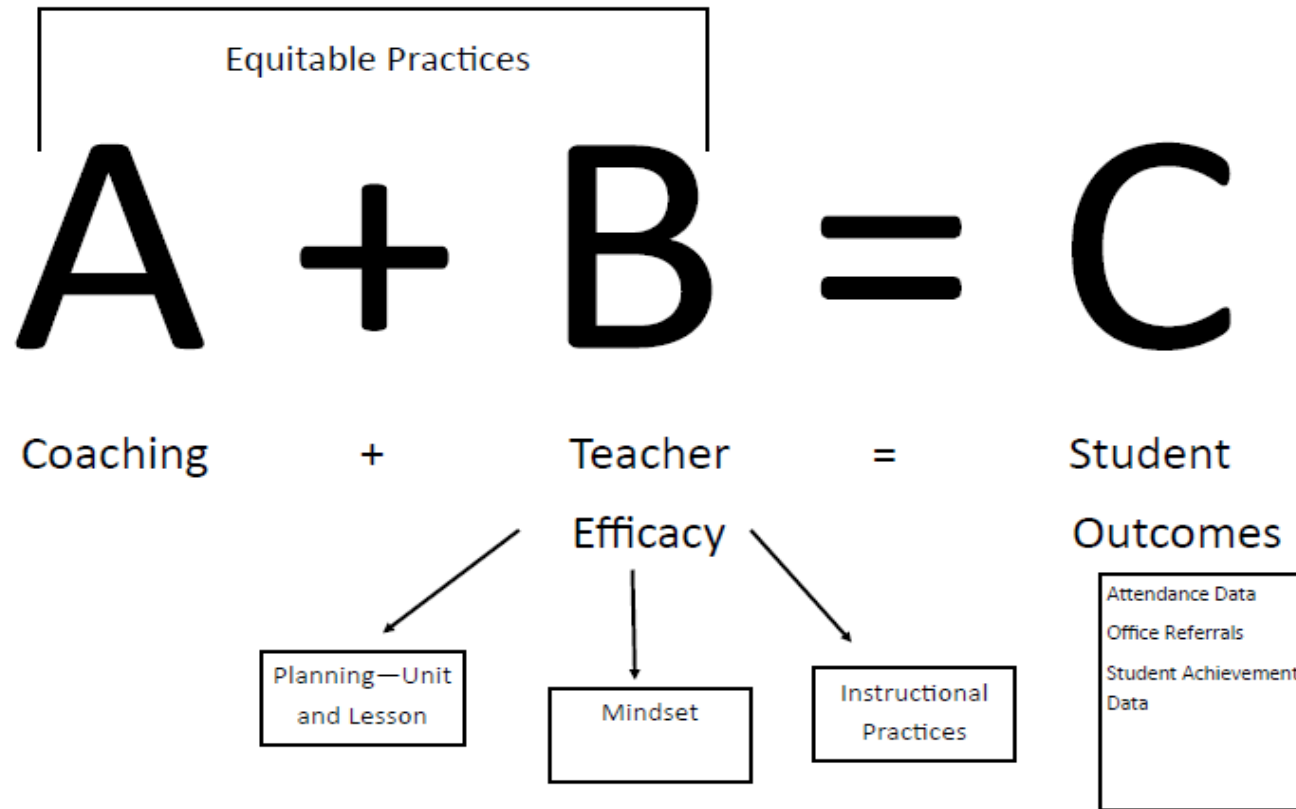 Equitable Practices
A + B = C
Coaching + Teacher = Student
Efficacy Outcomes
Planning—Unit
and Lesson
Mindset
Instructional
Practices
Attendance Data
Office Referrals
Student Achievement
Data